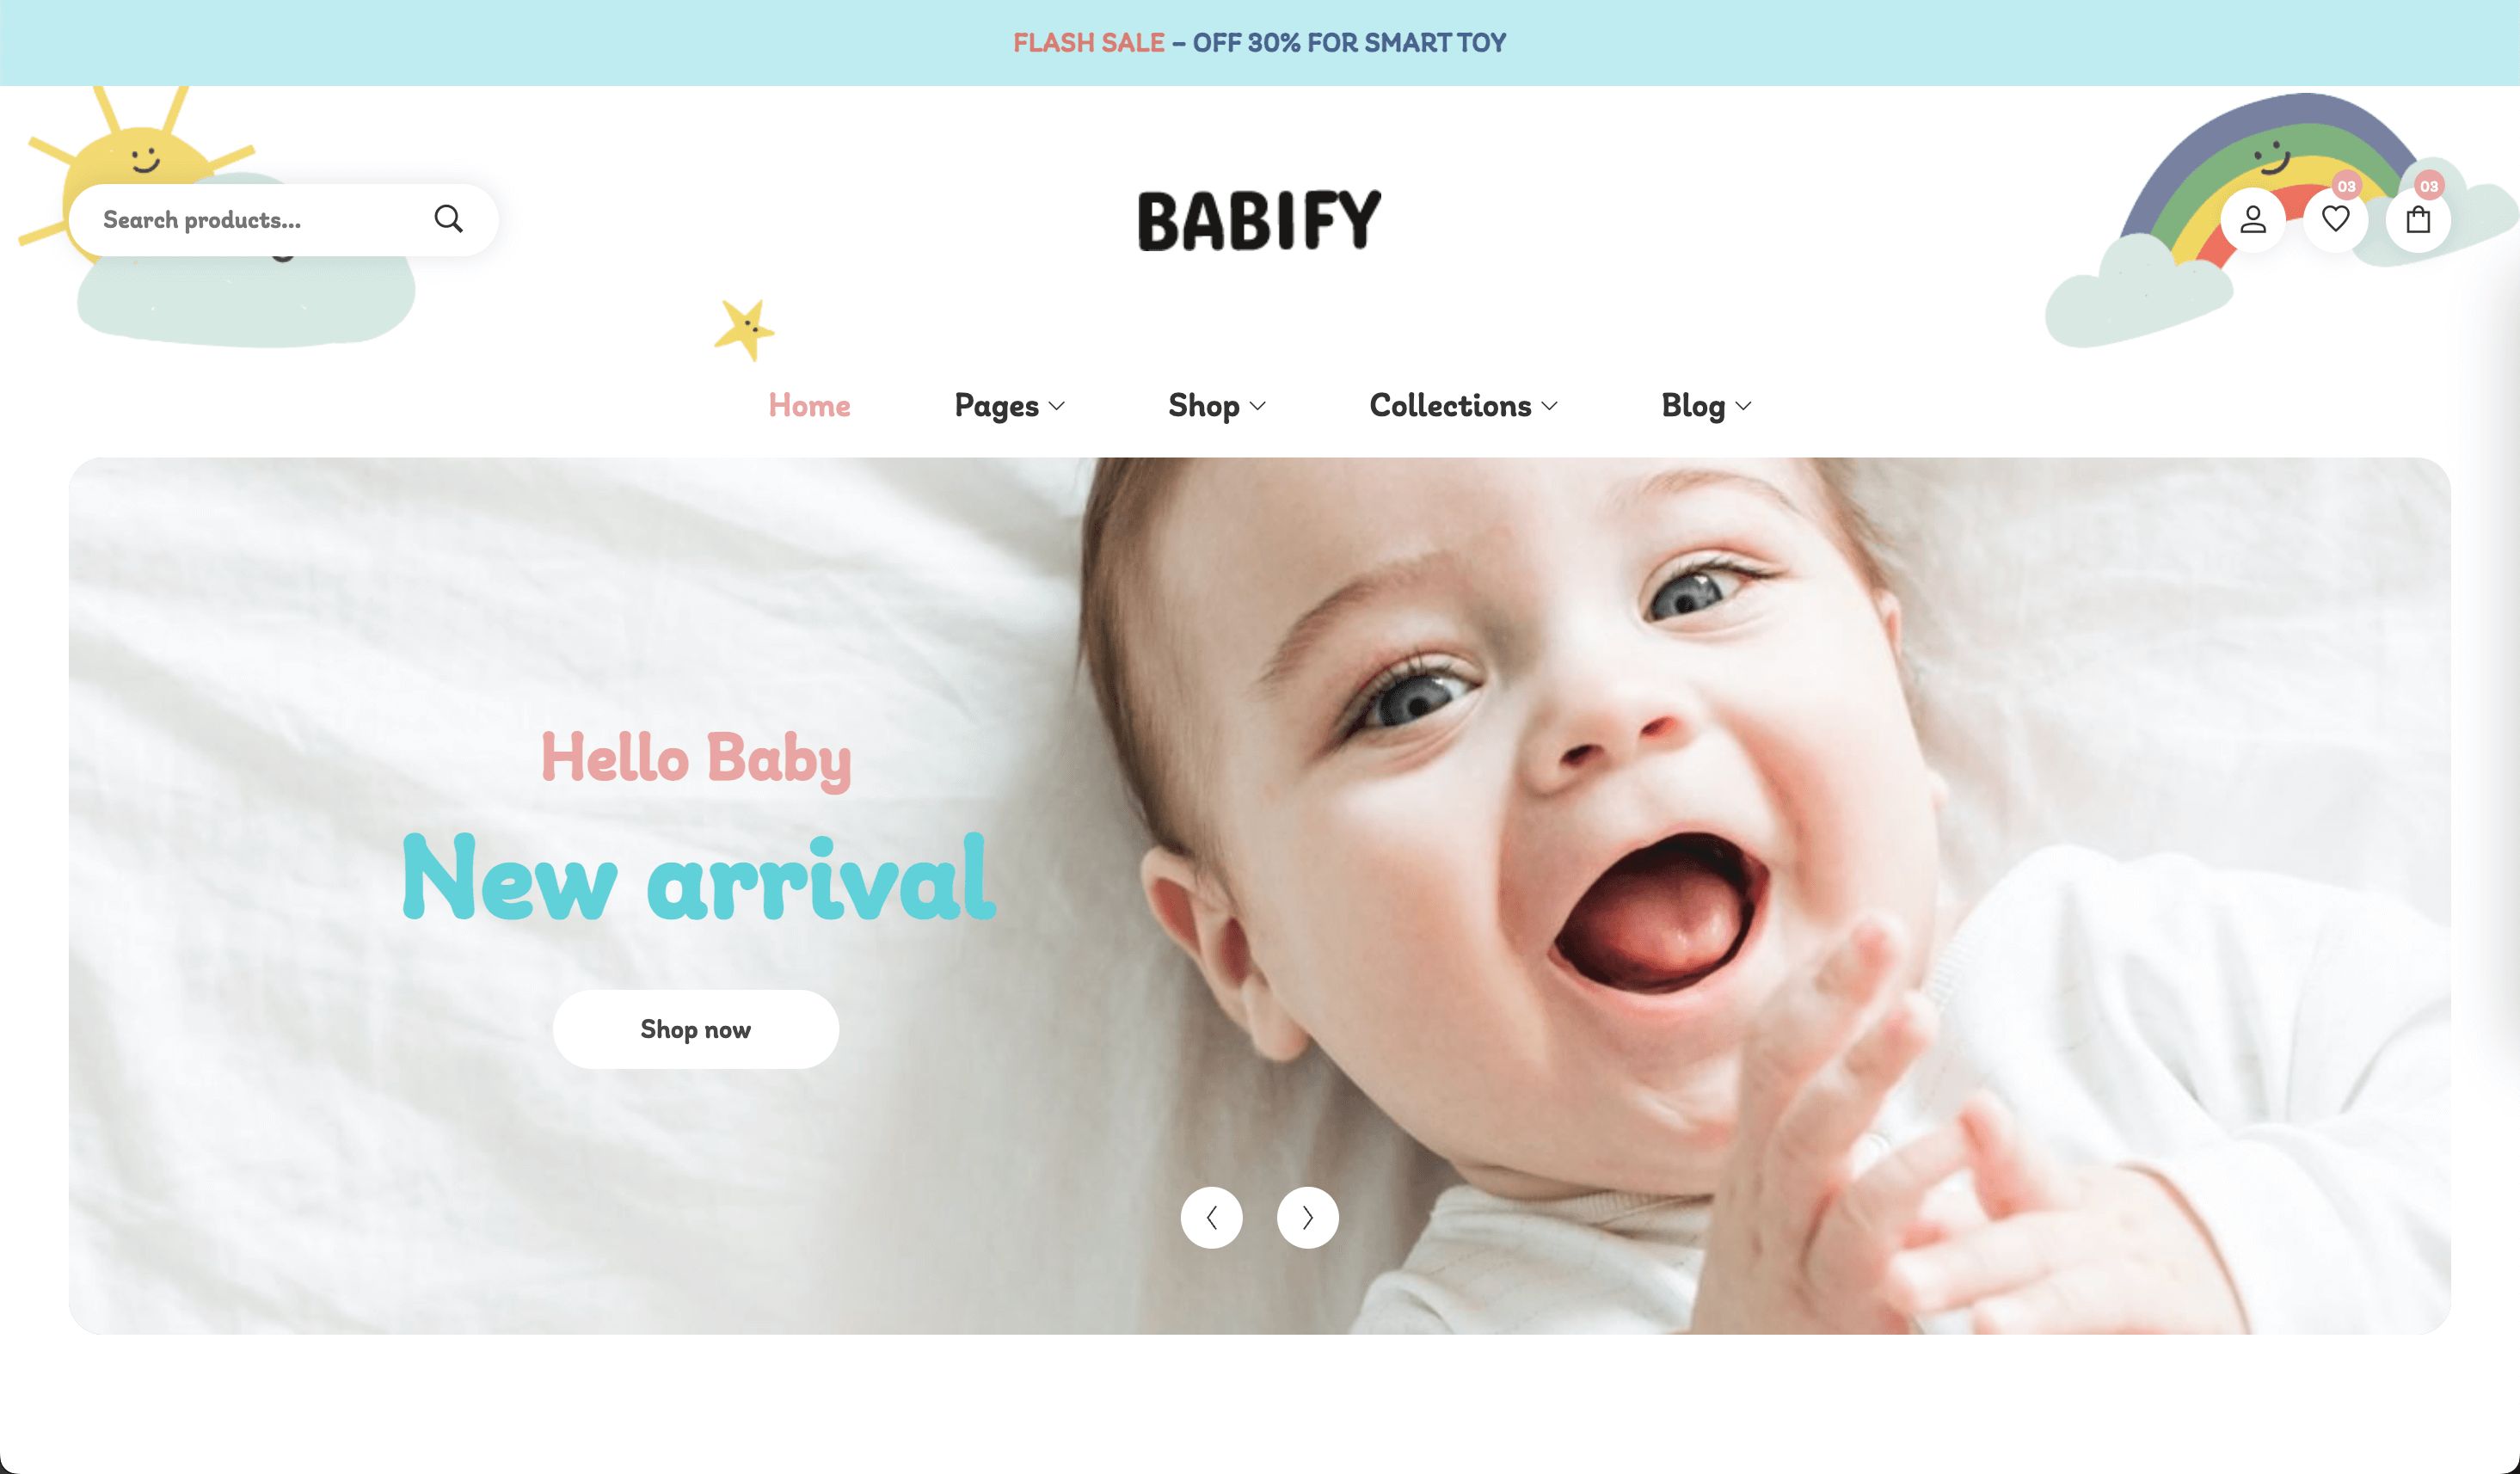 FLASH SALE – OFF 30% FOR SMART TOY
Search products...
BABIFY
03
03
Home
Pages
Shop
Collections
Blog
Hello Baby
New arrival
Shop now